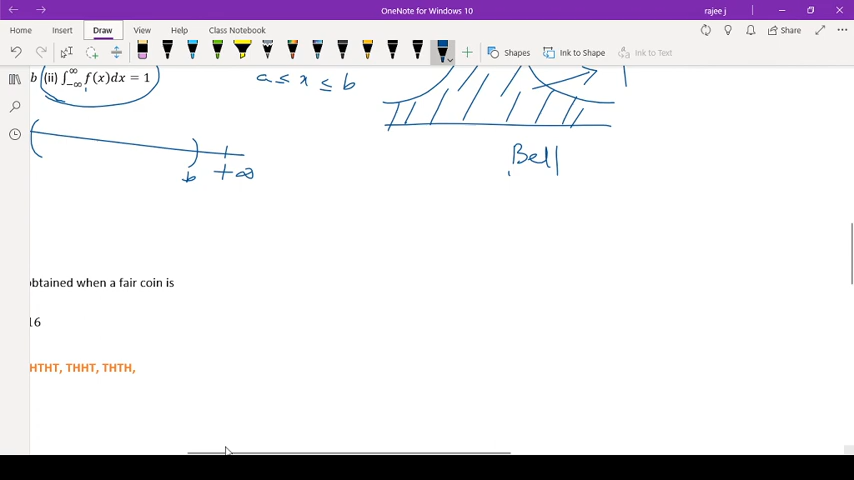 OneNote for Windows 10
rajee j
Home Insert Draw View Help Class Notebook
Share
Shapes Ink to Shape Ink to Text
b (ii) ∫_{-∞}^{∞} f(x)dx = 1
a ≤ x ≤ b
b +∞
Bell
obtained when a fair coin is
16
HTHT, THHT, THTH,